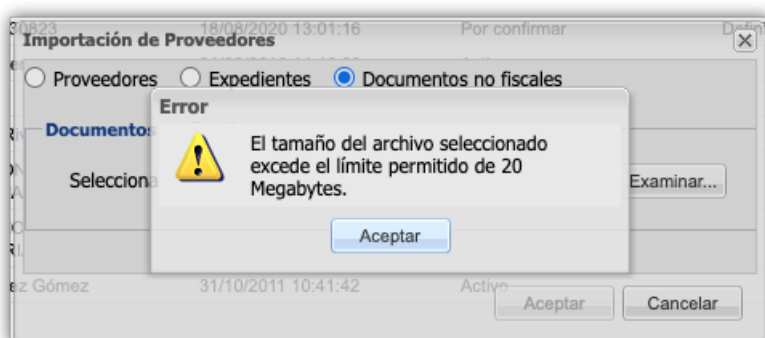 30823 18/08/2020 13:01:16 Por confirmar
Importación de Proveedores
Proveedores Expedientes Documentos no fiscales
Error
Documentos
El tamaño del archivo seleccionado
excede el límite permitido de 20
Megabytes.
Selecciona
Examinar...
Aceptar
ez Gómez 31/10/2011 10:41:42 Activo
Aceptar Cancelar